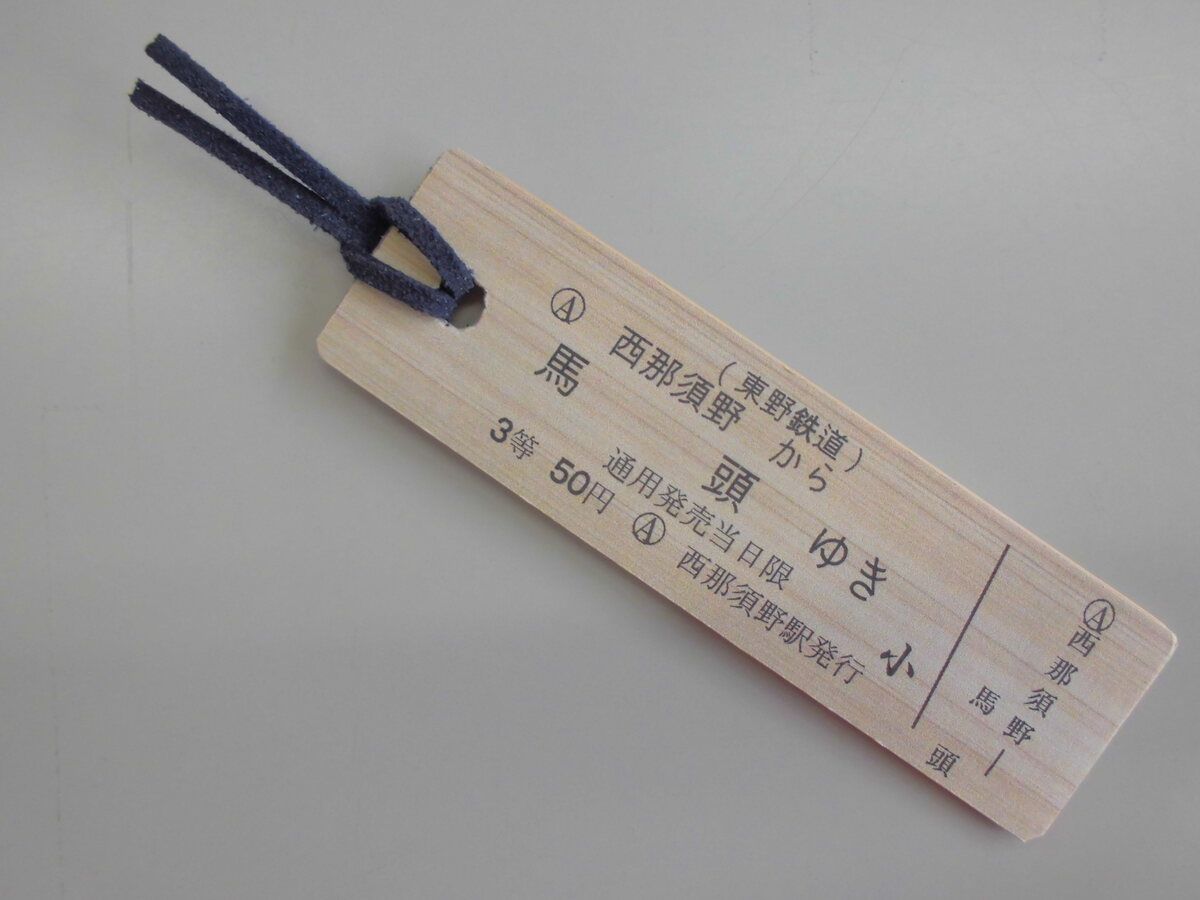 Ⓐ (東野鉄道)
西那須野 から
馬頭 ゆき
通用発売当日限
3等 50円 Ⓐ 西那須野駅発行
小
Ⓐ
西那須野
馬頭